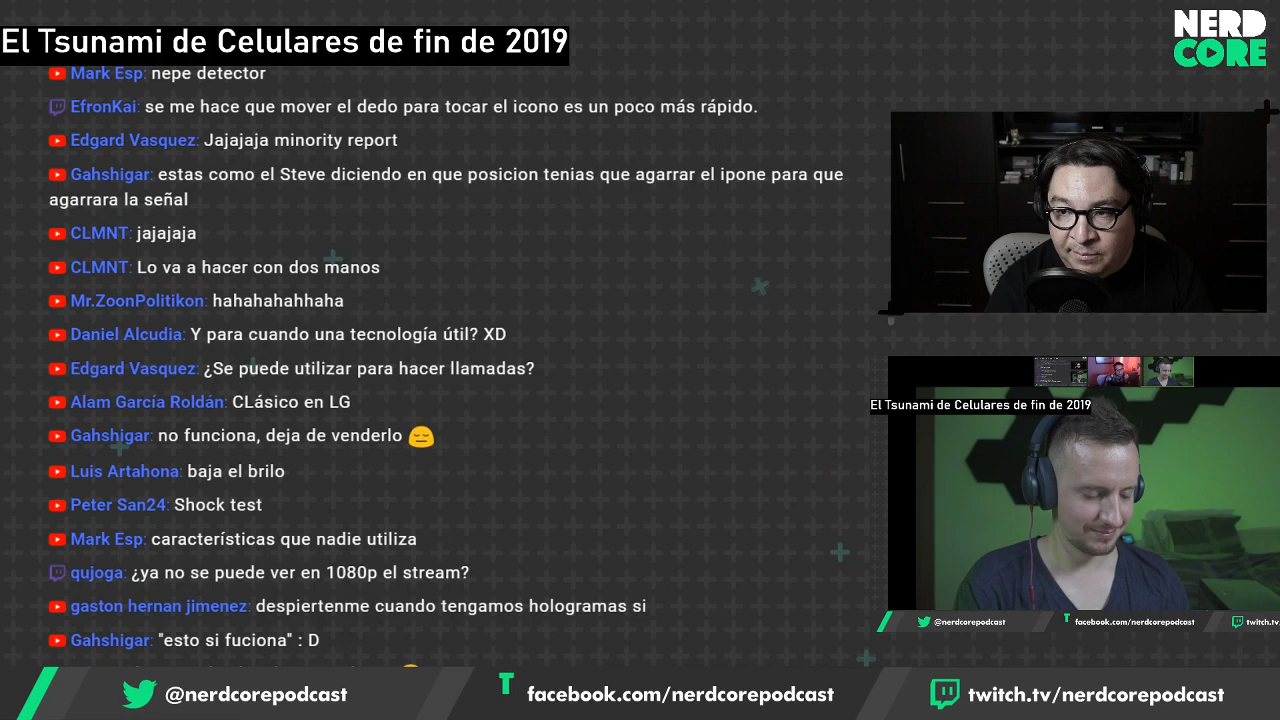 El Tsunami de Celulares de fin de 2019
NERD
CORE
Mark Esp: nepe detector
EfronKai: se me hace que mover el dedo para tocar el icono es un poco más rápido.
Edgard Vasquez: Jajajaja minority report
Gahshigar: estas como el Steve diciendo en que posicion tenias que agarrar el ipone para que
agarrara la señal
CLMNT: jajajaja
CLMNT: Lo va a hacer con dos manos
Mr.ZoonPolitikon: hahahahahhaha
Daniel Alcudia: Y para cuando una tecnología útil? XD
Edgard Vasquez: ¿Se puede utilizar para hacer llamadas?
Alam García Roldán: CLásico en LG
Gahshigar: no funciona, deja de venderlo 😔
Luis Artahona: baja el brilo
Peter San24: Shock test
Mark Esp: características que nadie utiliza
qujoga: ¿ya no se puede ver en 1080p el stream?
gaston hernan jimenez: despiertenme cuando tengamos hologramas si
Gahshigar: "esto si fuciona" : D
El Tsunami de Celulares de fin de 2019
@nerdcorepodcast
facebook.com/nerdcorepodcast
twitch.tv
@nerdcorepodcast
facebook.com/nerdcorepodcast
twitch.tv/nerdcorepodcast